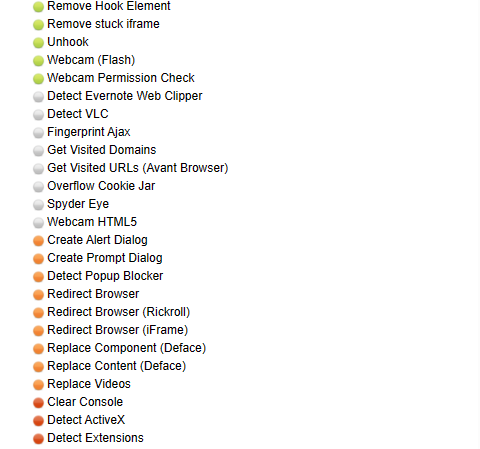 Remove Hook Element
Remove stuck iframe
Unhook
Webcam (Flash)
Webcam Permission Check
Detect Evernote Web Clipper
Detect VLC
Fingerprint Ajax
Get Visited Domains
Get Visited URLs (Avant Browser)
Overflow Cookie Jar
Spyder Eye
Webcam HTML5
Create Alert Dialog
Create Prompt Dialog
Detect Popup Blocker
Redirect Browser
Redirect Browser (Rickroll)
Redirect Browser (iFrame)
Replace Component (Deface)
Replace Content (Deface)
Replace Videos
Clear Console
Detect ActiveX
Detect Extensions